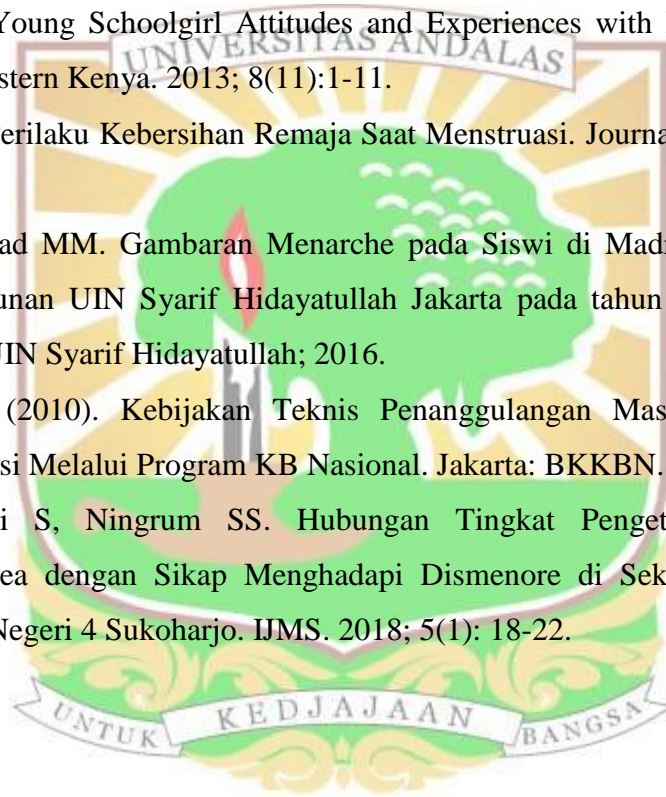 Young Schoolgirl Attitudes and Experiences with
UNIVERSITAS ANDALAS
stern Kenya. 2013; 8(11):1-11.
erilaku Kebersihan Remaja Saat Menstruasi. Journa
ad MM. Gambaran Menarche pada Siswi di Mad
unan UIN Syarif Hidayatullah Jakarta pada tahun
UIN Syarif Hidayatullah; 2016.
(2010). Kebijakan Teknis Penanggulangan Mas
si Melalui Program KB Nasional. Jakarta: BKKBN.
i S, Ningrum SS. Hubungan Tingkat Penget
ea dengan Sikap Menghadapi Dismenore di Sek
Negeri 4 Sukoharjo. IJMS. 2018; 5(1): 18-22.
UNTUK KEDJAJAAN BANGSA